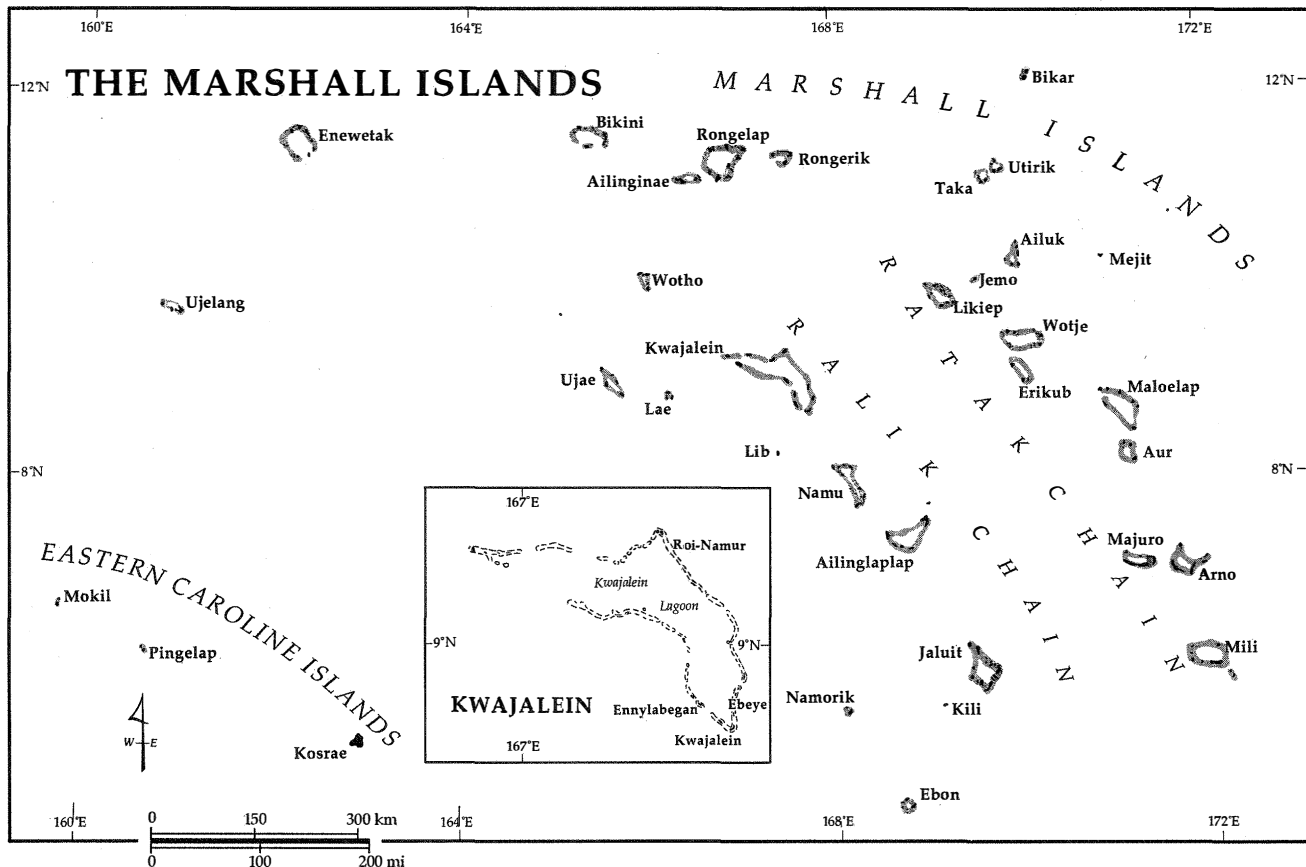 160°E
164°E
168°E
172°E
12°N
THE MARSHALL ISLANDS
MARSHALL ISLANDS
Bikar
12°N
Enewetak
Bikini
Rongelap
Rongerik
Ailinginae
Utirik
Taka
Ailuk
Mejit
Wotho
Jemo
Likiep
Ujelang
Wotje
Kwajalein
RATAK CHAIN
RALIK CHAIN
Ujae
Lae
Erikub
Maloelap
Lib
Aur
8°N
8°N
Namu
Ailinglaplap
Majuro
Arno
167°E
Roi-Namur
Kwajalein
Lagoon
9°N
9°N
KWAJALEIN
Ennylabegan
Ebeye
Kwajalein
167°E
EASTERN CAROLINE ISLANDS
Mokil
Pingelap
Kosrae
W
E
Jaluit
Mili
Namorik
Kili
Ebon
160°E
0
150
300 km
0
100
200 mi
164°E
168°E
172°E